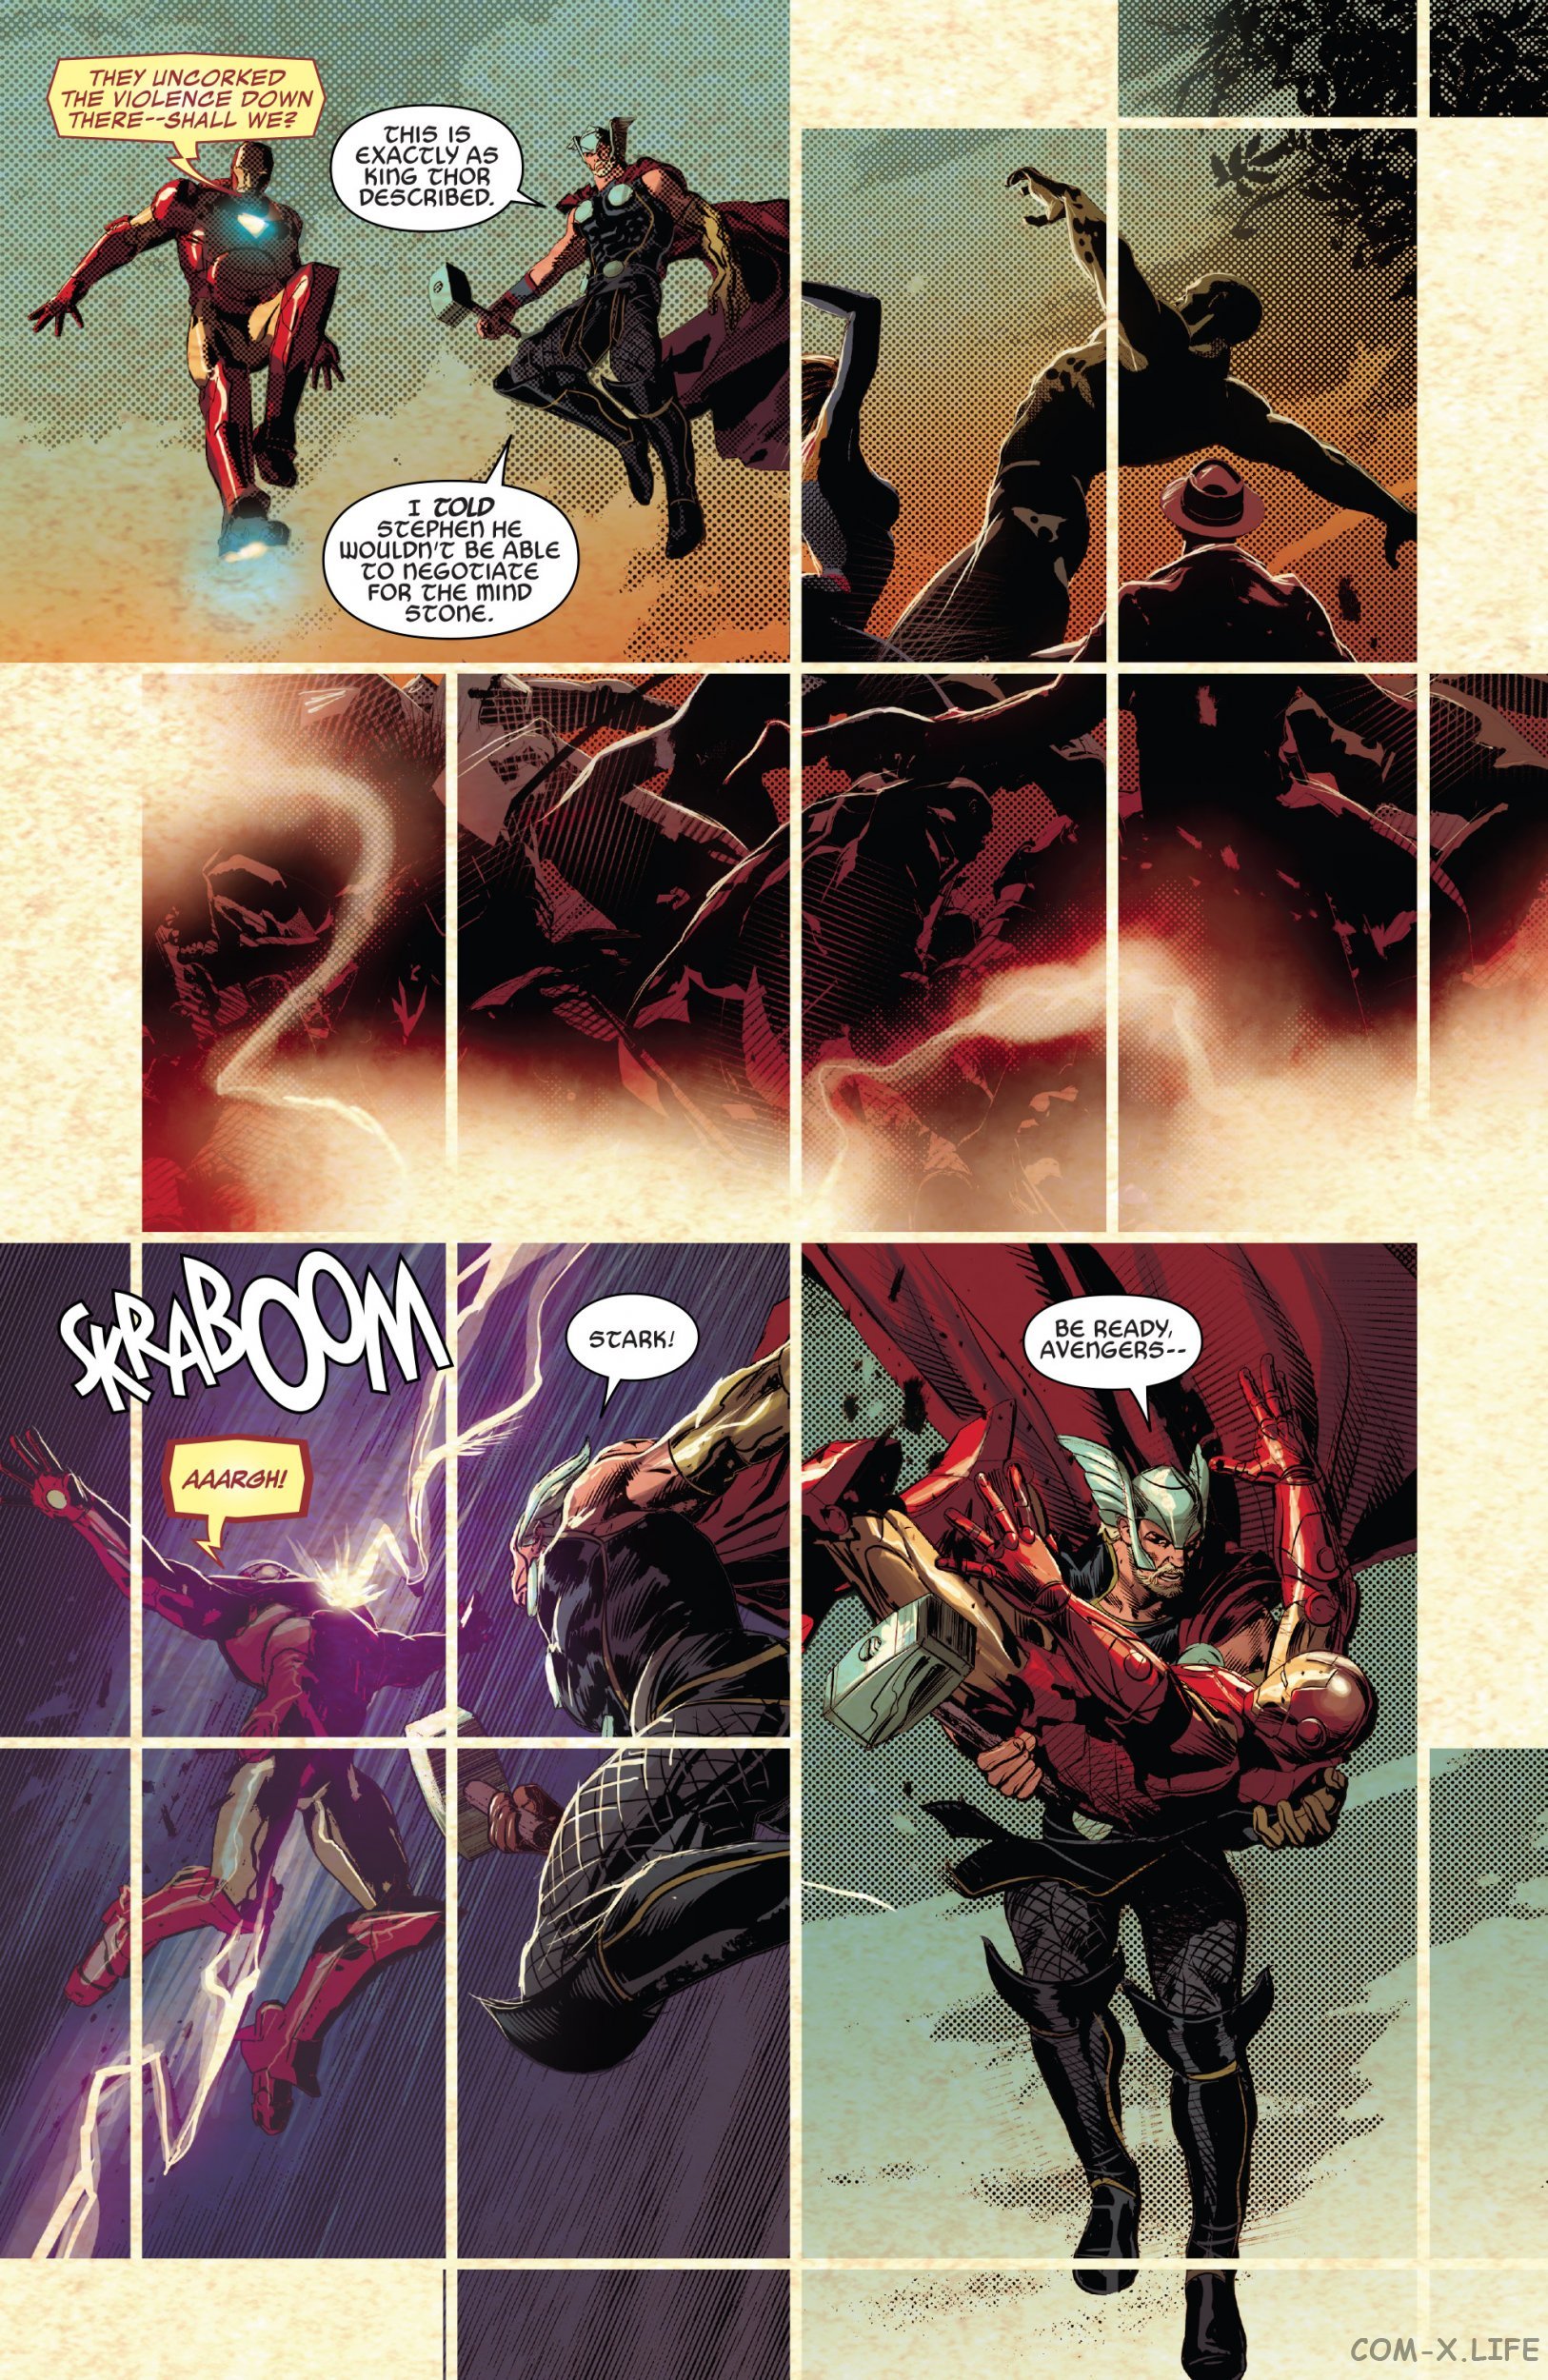 THEY UNCORKED
THE VIOLENCE DOWN
THERE--SHALL WE?
THIS IS
EXACTLY AS
KING THOR
DESCRIBED.
I TOLD
STEPHEN HE
WOULDN'T BE ABLE
TO NEGOTIATE
FOR THE MIND
STONE.
SKRABOOM
AAARGH!
STARK!
BE READY,
AVENGERS--
COM-X.LIFE